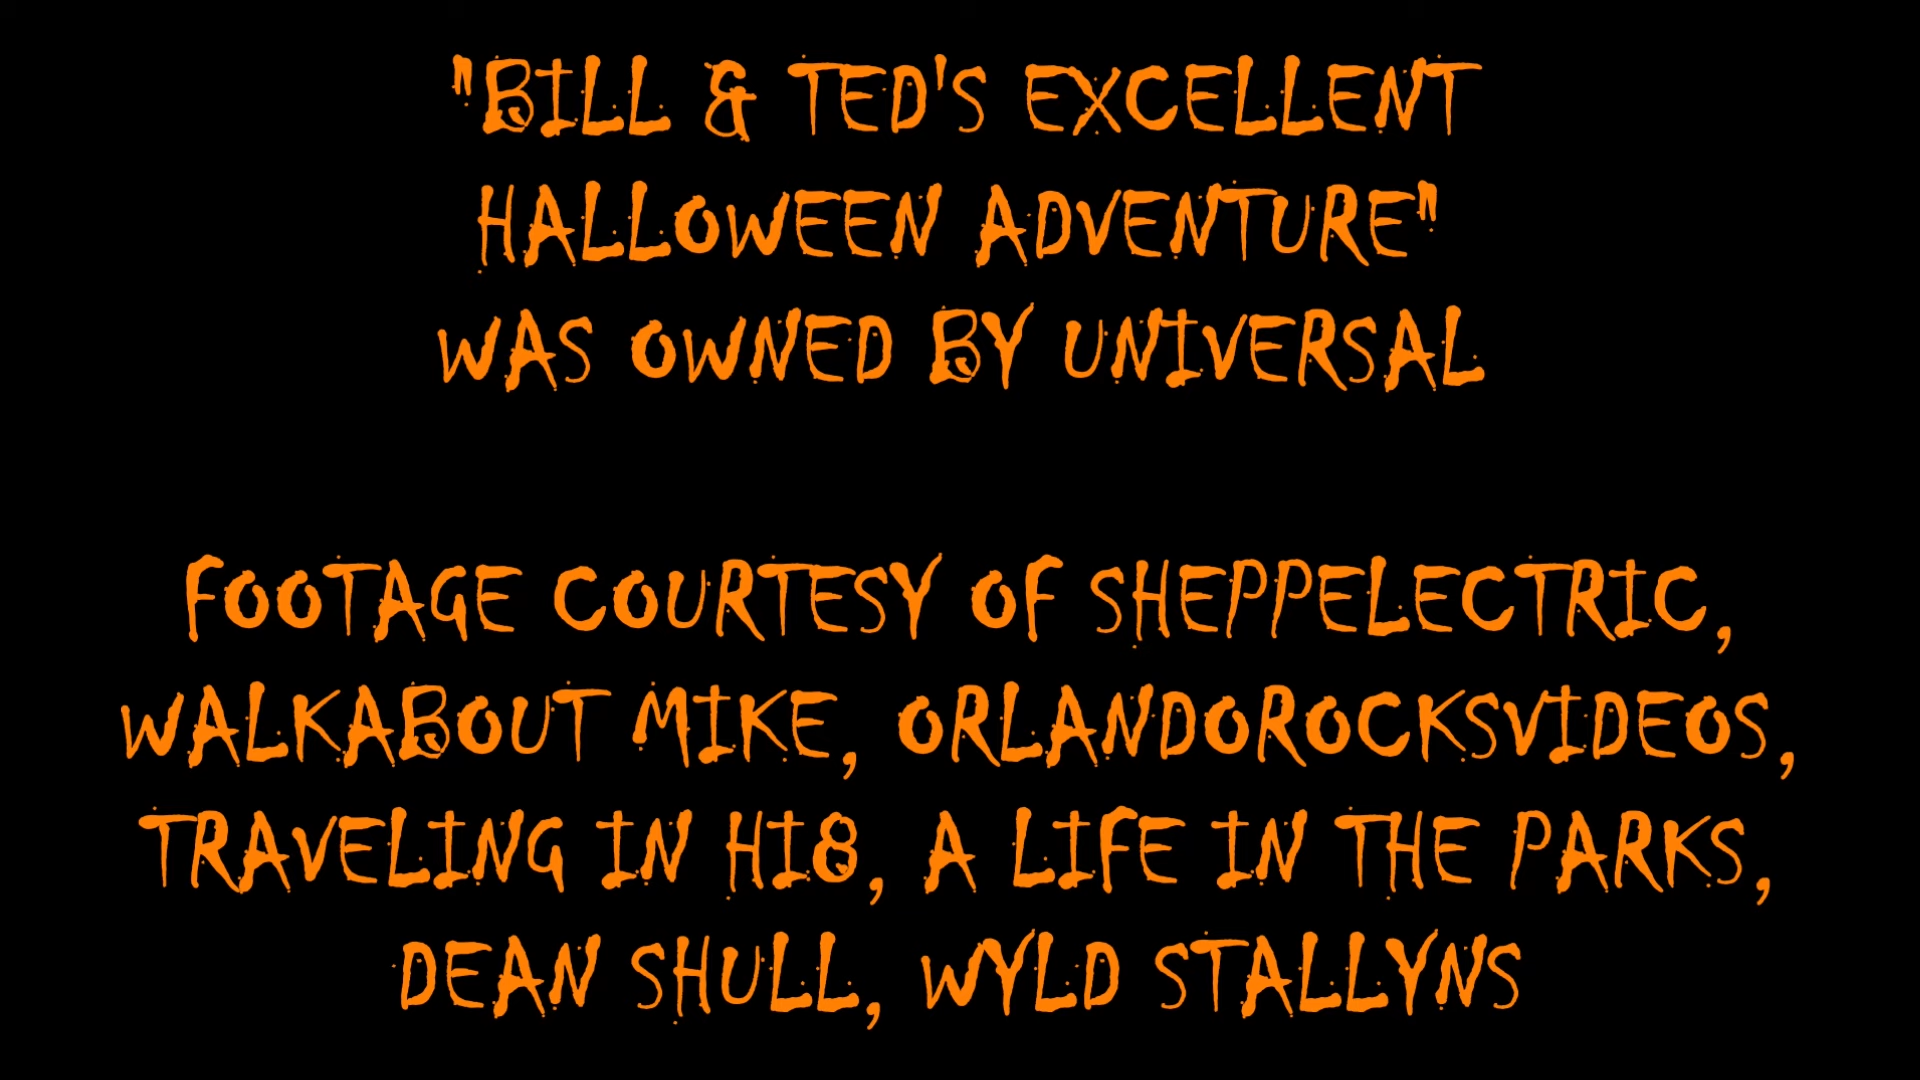 "BILL & TED'S EXCELLENT
HALLOWEEN ADVENTURE"
WAS OWNED BY UNIVERSAL
FOOTAGE COURTESY OF SHEPPELECTRIC,
WALKABOUT MIKE, ORLANDOROCKSVIDEOS,
TRAVELING IN HI8, A LIFE IN THE PARKS,
DEAN SHULL, WYLD STALLYNS